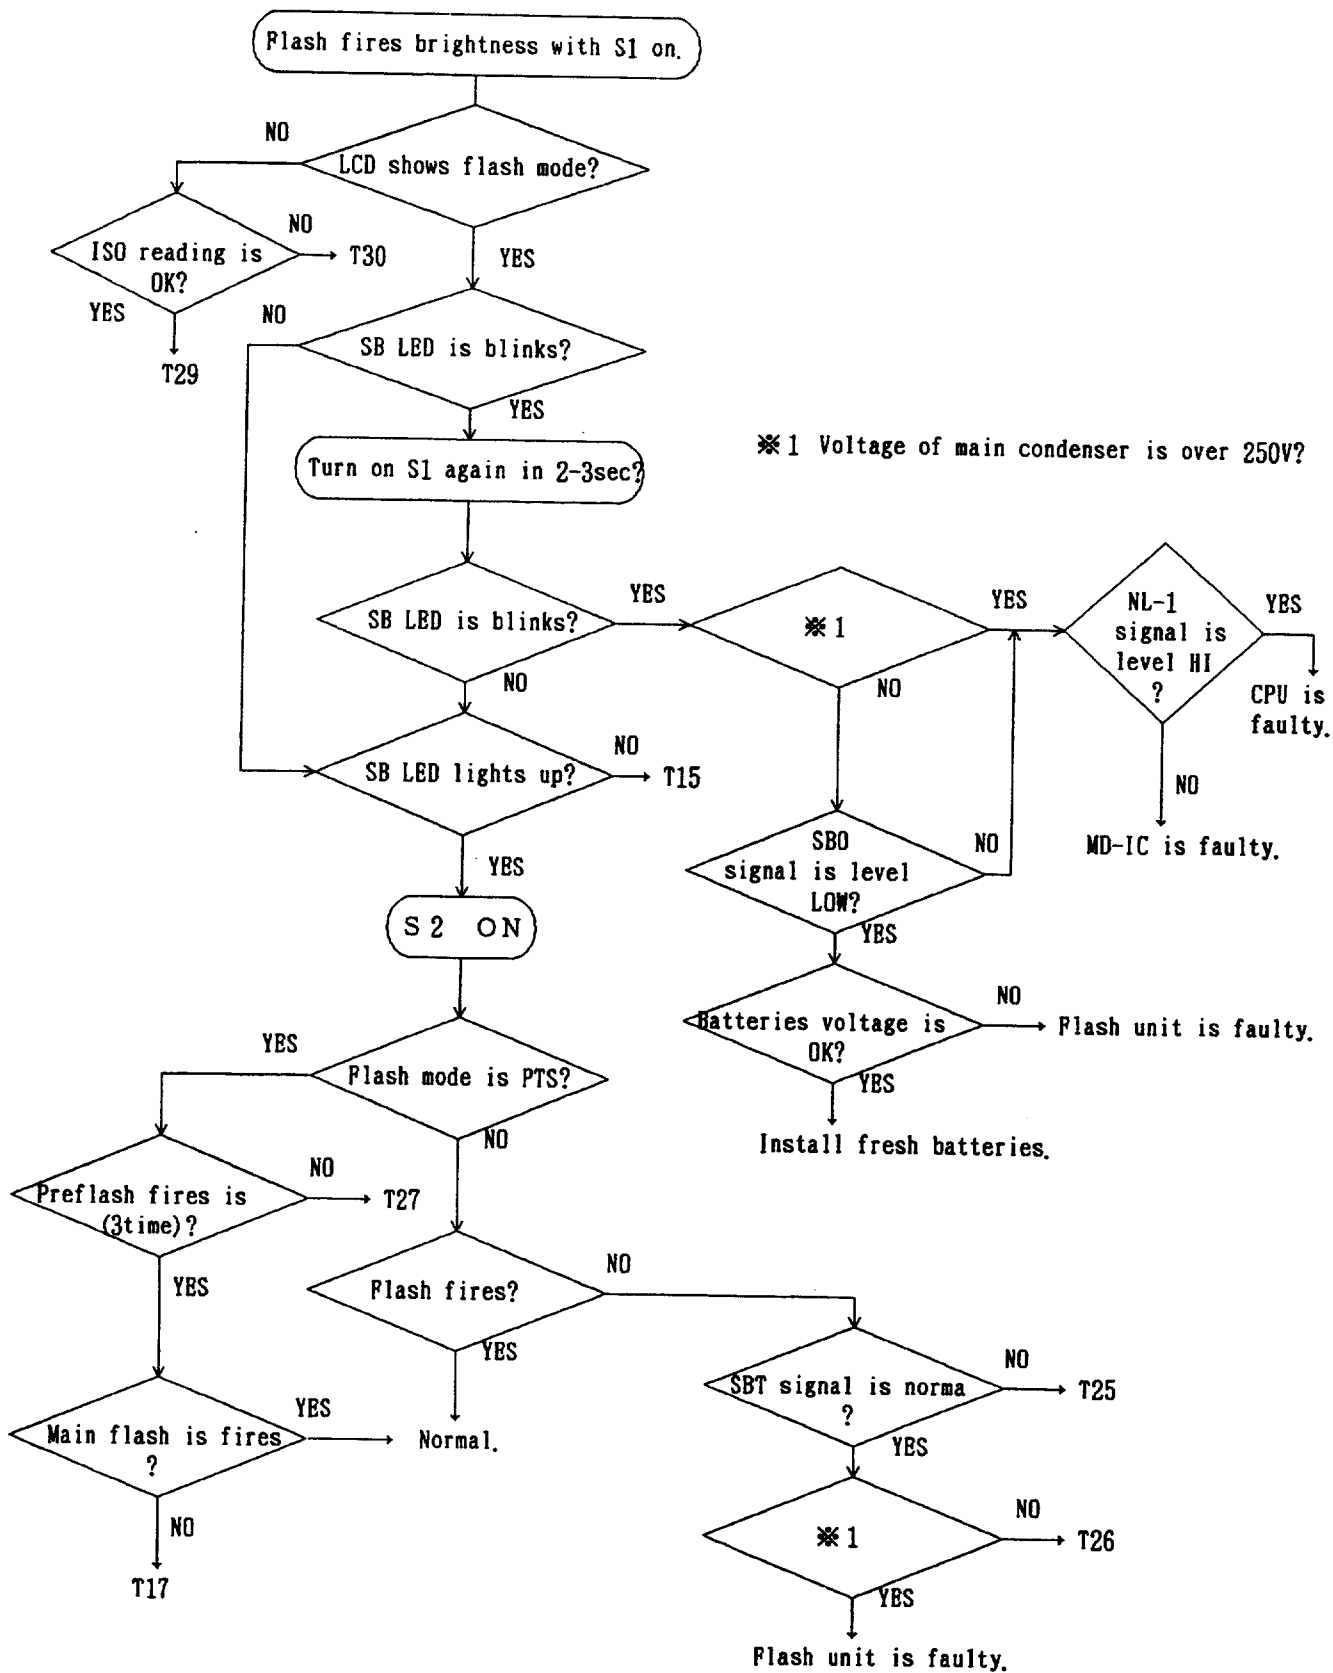 Flash fires brightness with S1 on.
NO
LCD shows flash mode?
NO
ISO reading is
OK?
T30
YES
YES
NO
T29
SB LED is blinks?
YES
※1 Voltage of main condenser is over 250V?
Turn on S1 again in 2-3sec?
SB LED is blinks?
YES
※1
YES
NL-1
signal is
level HI
?
YES
CPU is
faulty.
NO
NO
NO
MD-IC is faulty.
SB LED lights up?
NO
T15
SBO
signal is level
LOW?
NO
YES
YES
S2 ON
Batteries voltage is
OK?
NO
Flash unit is faulty.
YES
Install fresh batteries.
YES
Flash mode is PTS?
NO
Preflash fires is
(3time)?
NO
T27
YES
Flash fires?
NO
YES
SBT signal is norma
?
NO
T25
YES
Main flash is fires
?
YES
Normal.
NO
T17
※1
NO
T26
YES
Flash unit is faulty.